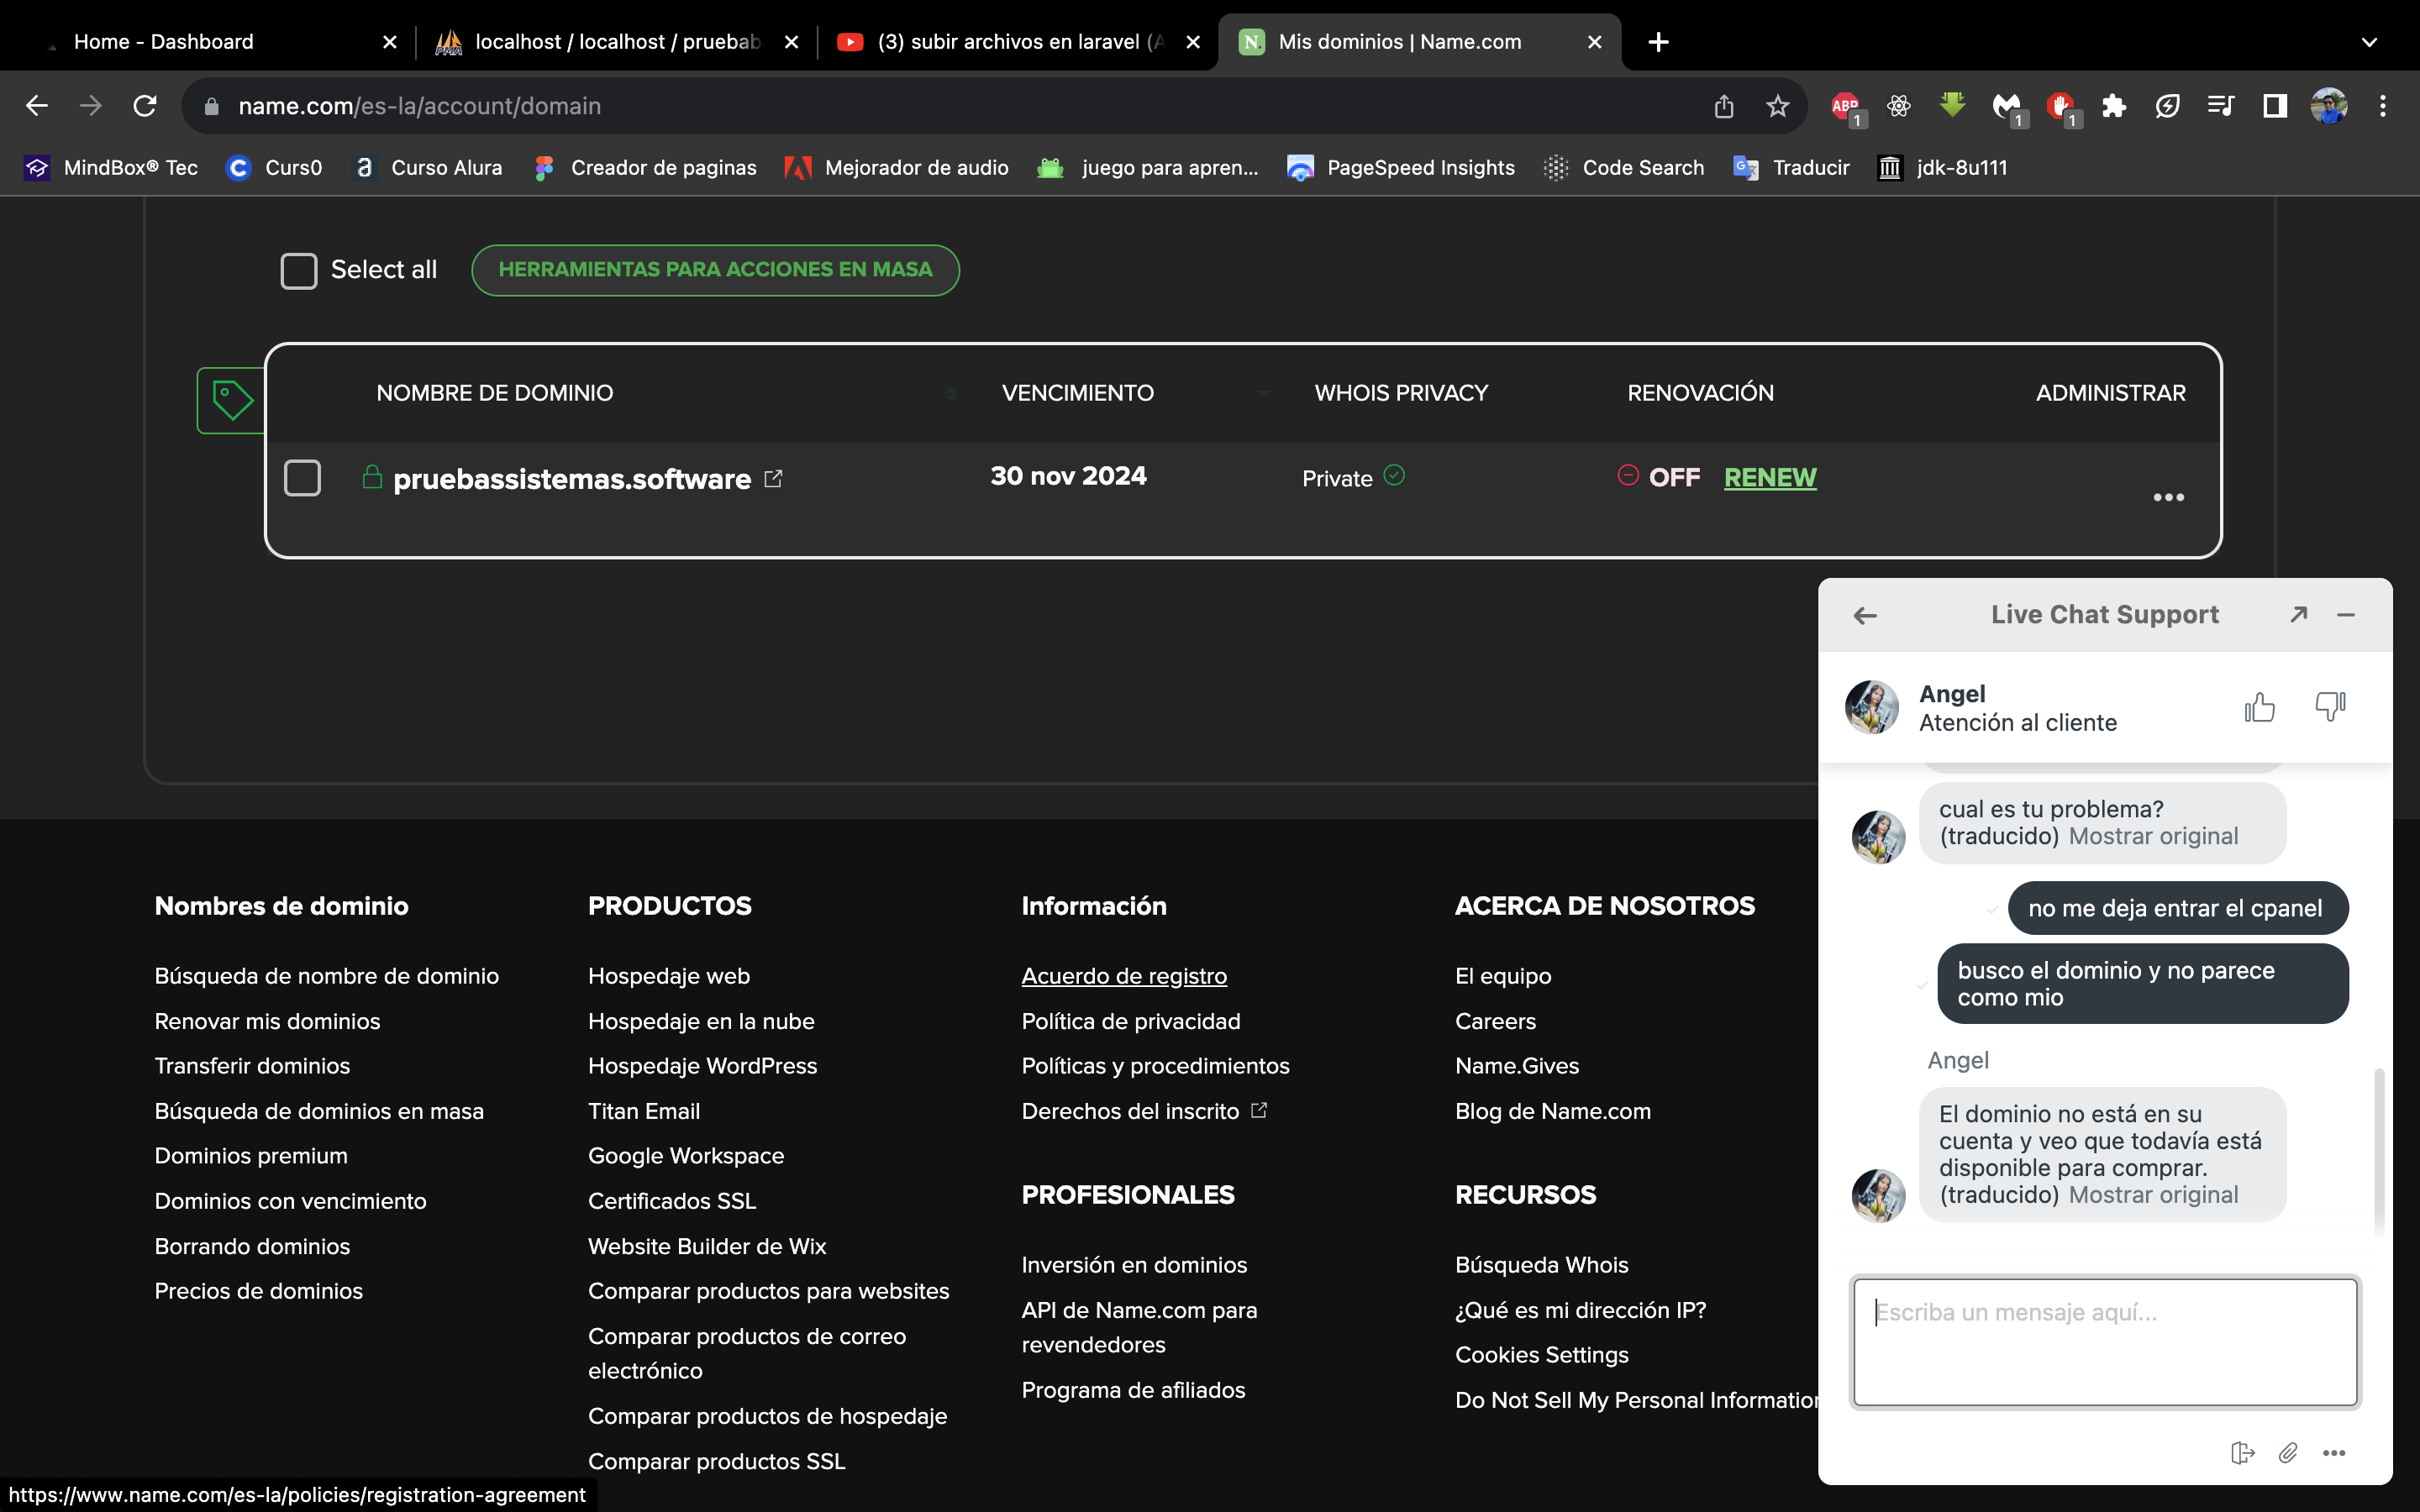 Home - Dashboard
localhost / localhost / pruebab
(3) subir archivos en laravel (A
Mis dominios | Name.com
name.com/es-la/account/domain
ABP
1
1
1
MindBox® Tec
Curs0
Curso Alura
Creador de paginas
Mejorador de audio
juego para apren...
PageSpeed Insights
Code Search
Traducir
jdk-8u111
Select all
HERRAMIENTAS PARA ACCIONES EN MASA
NOMBRE DE DOMINIO
VENCIMIENTO
WHOIS PRIVACY
RENOVACIÓN
ADMINISTRAR
pruebassistemas.software
30 nov 2024
Private
OFF
RENEW
Nombres de dominio
Búsqueda de nombre de dominio
Renovar mis dominios
Transferir dominios
Búsqueda de dominios en masa
Dominios premium
Dominios con vencimiento
Borrando dominios
Precios de dominios
PRODUCTOS
Hospedaje web
Hospedaje en la nube
Hospedaje WordPress
Titan Email
Google Workspace
Certificados SSL
Website Builder de Wix
Comparar productos para websites
Comparar productos de correo
electrónico
Comparar productos de hospedaje
Comparar productos SSL
Información
Acuerdo de registro
Política de privacidad
Políticas y procedimientos
Derechos del inscrito
PROFESIONALES
Inversión en dominios
API de Name.com para
revendedores
Programa de afiliados
ACERCA DE NOSOTROS
El equipo
Careers
Name.Gives
Blog de Name.com
RECURSOS
Búsqueda Whois
¿Qué es mi dirección IP?
Cookies Settings
Do Not Sell My Personal Information
Live Chat Support
Angel
Atención al cliente
cual es tu problema?
(traducido) Mostrar original
no me deja entrar el cpanel
busco el dominio y no parece
como mio
Angel
El dominio no está en su
cuenta y veo que todavía está
disponible para comprar.
(traducido) Mostrar original
Escriba un mensaje aquí...
https://www.name.com/es-la/policies/registration-agreement